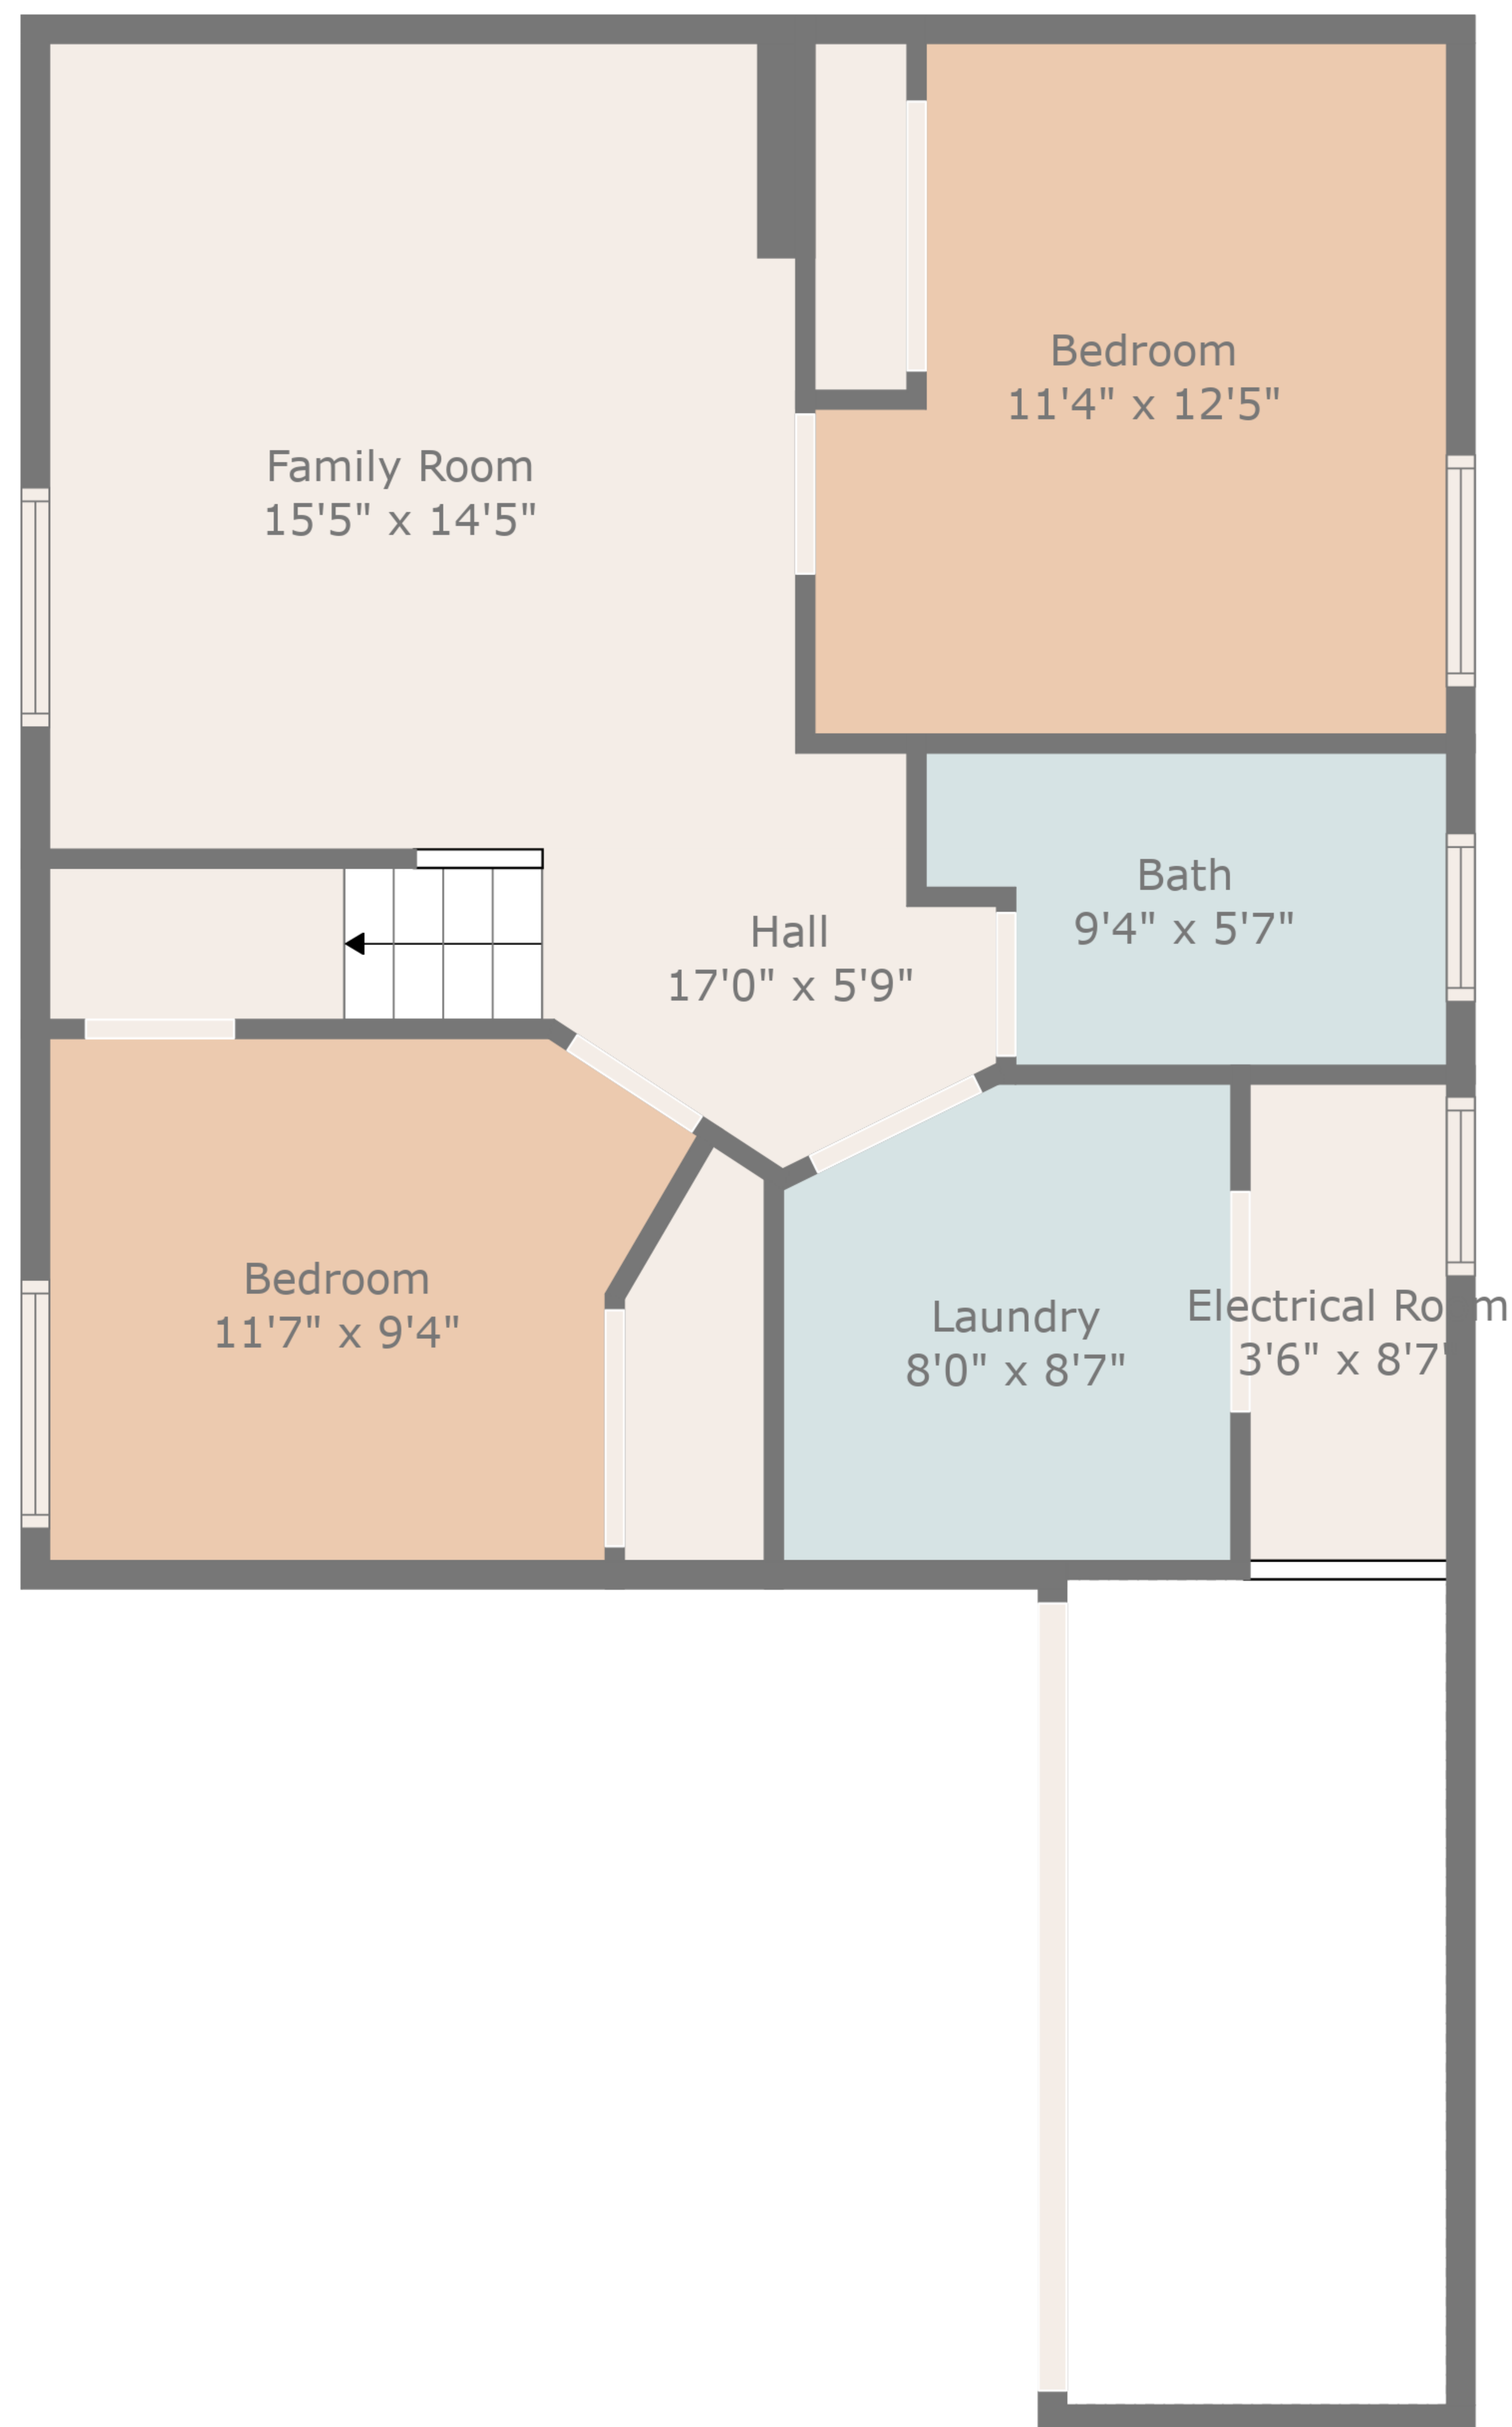 Bedroom
11'4" x 12'5"
Family Room
15'5" x 14'5"
Bath
9'4" x 5'7"
Hall
17'0" x 5'9"
Bedroom
11'7" x 9'4"
Laundry
8'0" x 8'7"
Electrical Room
3'6" x 8'7"